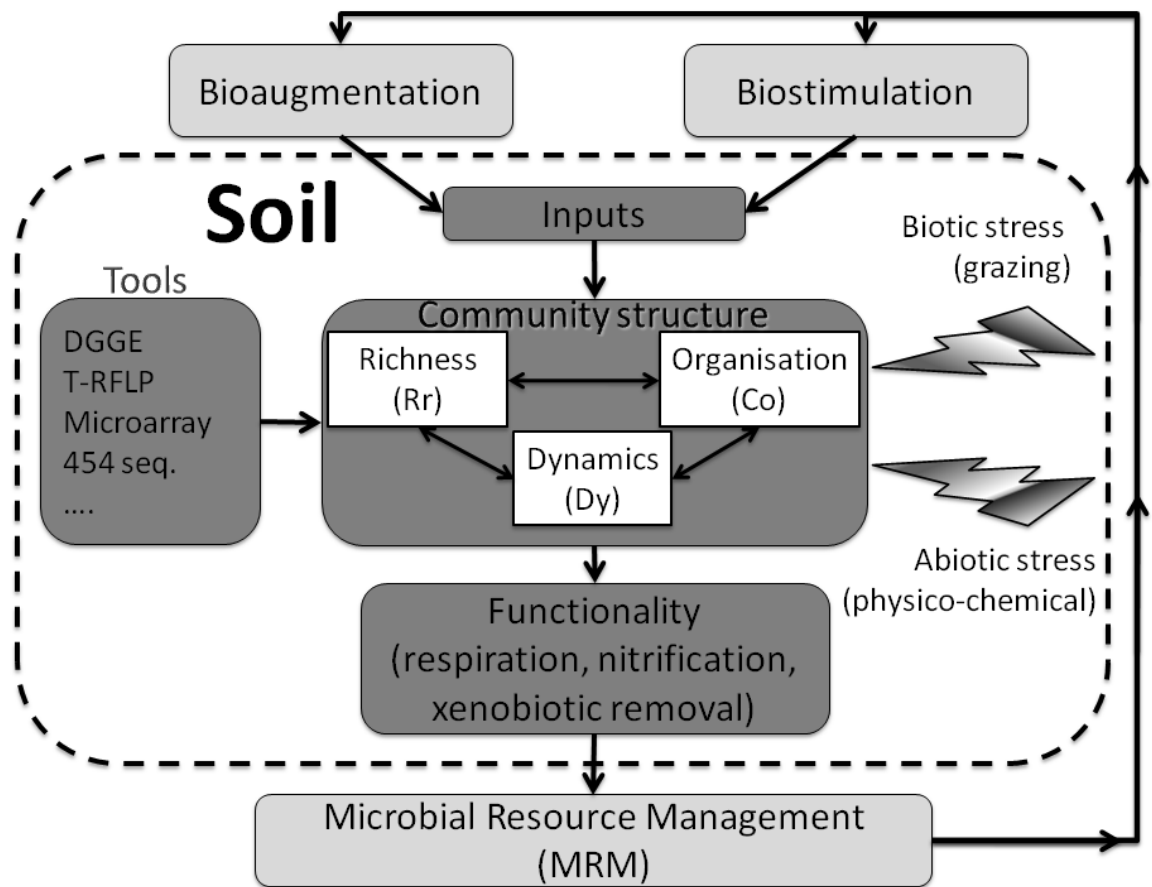 Bioaugmentation
Biostimulation
Soil
Inputs
Biotic stress
(grazing)
Tools
DGGE
T-RFLP
Microarray
454 seq.
....
Community structure
Richness
(Rr)
Organisation
(Co)
Dynamics
(Dy)
Abiotic stress
(physico-chemical)
Functionality
(respiration, nitrification,
xenobiotic removal)
Microbial Resource Management
(MRM)